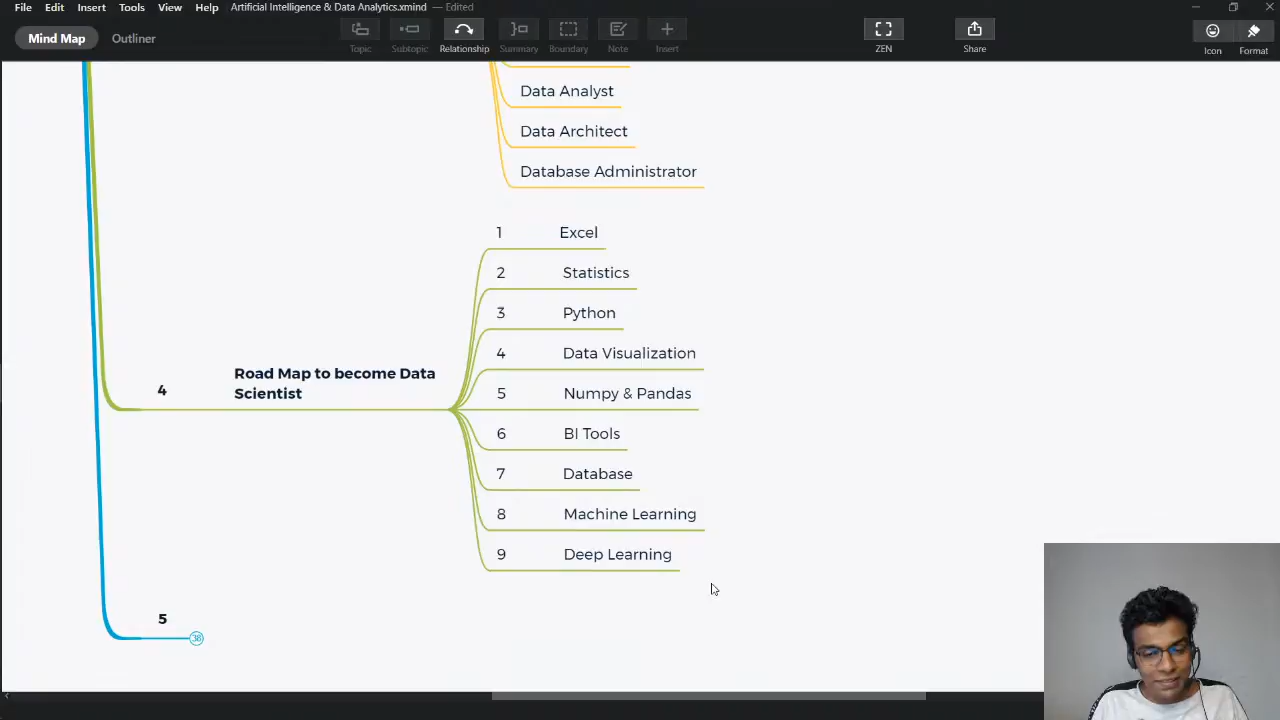 File Edit Insert Tools View Help Artificial Intelligence & Data Analytics.xmind — Edited
Mind Map Outliner
Topic Subtopic Relationship Summary Boundary Note Insert ZEN Share Icon Format
Data Analyst
Data Architect
Database Administrator
1 Excel
2 Statistics
3 Python
4 Data Visualization
4 Road Map to become Data
Scientist
5 Numpy & Pandas
6 BI Tools
7 Database
8 Machine Learning
9 Deep Learning
5
38